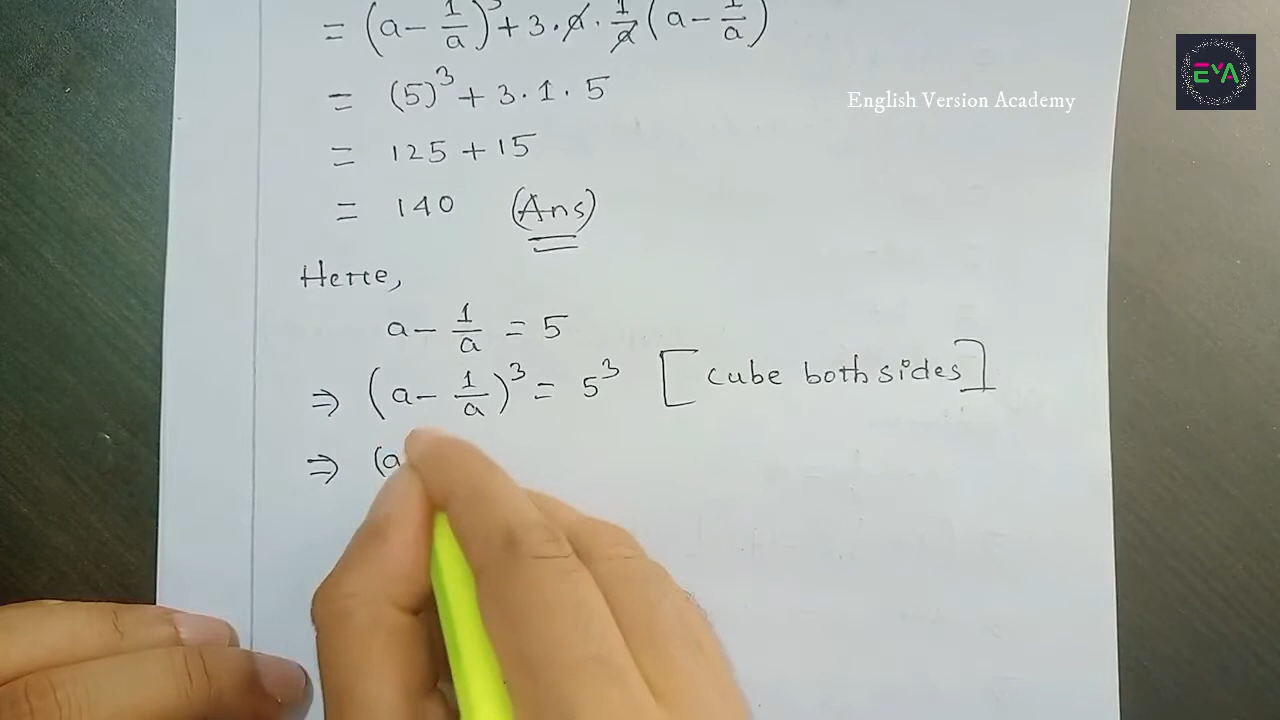 = (a - 1/a)³ + 3 · a · 1/a (a - 1/a)
= (5)³ + 3 · 1 · 5
= 125 + 15
= 140 (Ans)
Here,
a - 1/a = 5
⇒ (a - 1/a)³ = 5³ [cube both sides]
⇒ (a
English Version Academy
EVA